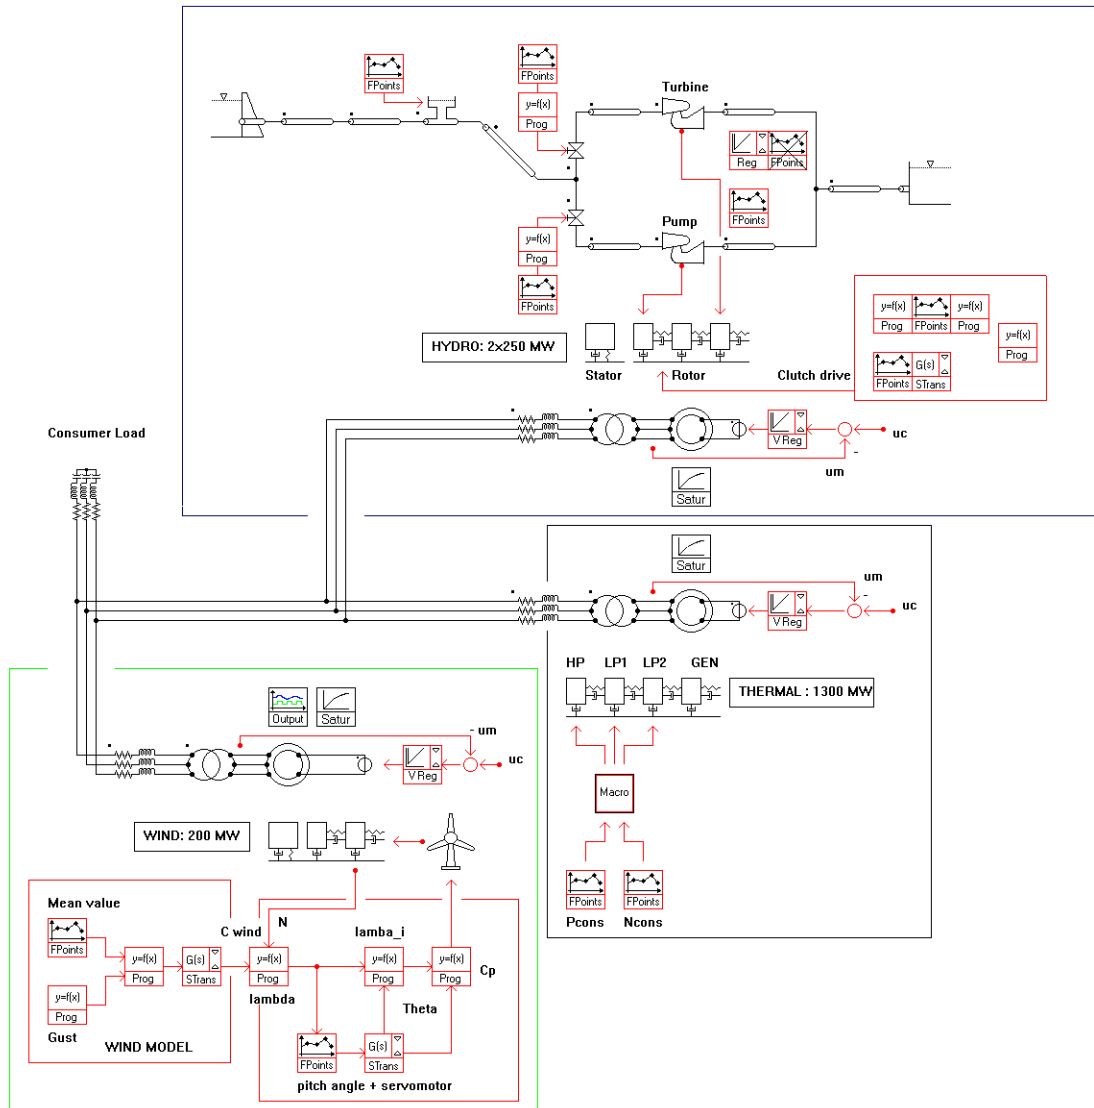 FPoints
FPoints
y=f(x)
Prog
Turbine
Reg
FPoints
FPoints
Pump
y=f(x)
Prog
FPoints
HYDRO: 2x250 MW
Stator
Rotor
Clutch drive
y=f(x)
Prog
FPoints
y=f(x)
Prog
y=f(x)
Prog
FPoints
G(s)
STrans
Consumer Load
V Reg
uc
-
um
Satur
Satur
um
-
V Reg
uc
HP
LP1
LP2
GEN
THERMAL : 1300 MW
Macro
FPoints
FPoints
Pcons
Ncons
Output
Satur
- um
V Reg
uc
WIND: 200 MW
Mean value
FPoints
y=f(x)
Prog
Gust
y=f(x)
Prog
G(s)
STrans
WIND MODEL
C wind
N
y=f(x)
Prog
lambda
lamba_i
y=f(x)
Prog
y=f(x)
Prog
Cp
Theta
FPoints
G(s)
STrans
pitch angle + servomotor